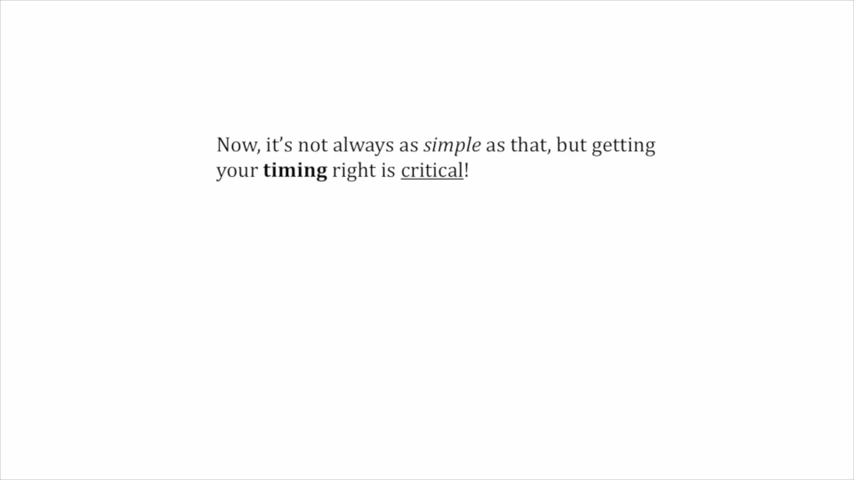 Now, it’s not always as simple as that, but getting
your timing right is critical!